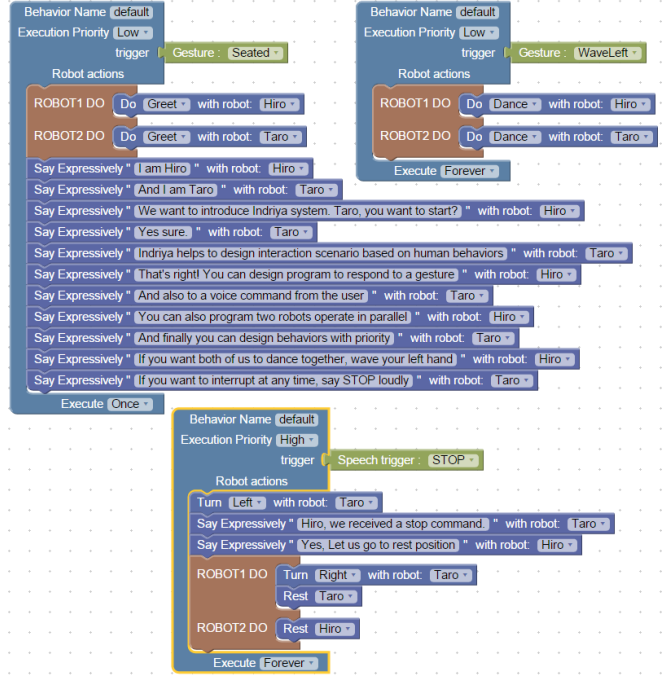 Behavior Name default
Execution Priority Low
trigger Gesture : Seated
Robot actions
ROBOT1 DO Do Greet with robot: Hiro
ROBOT2 DO Do Greet with robot: Taro
Say Expressively " I am Hiro " with robot: Hiro
Say Expressively " And I am Taro " with robot: Taro
Say Expressively " We want to introduce Indriya system. Taro, you want to start? " with robot: Hiro
Say Expressively " Yes sure. " with robot: Taro
Say Expressively " Indriya helps to design interaction scenario based on human behaviors " with robot: Taro
Say Expressively " That's right! You can design program to respond to a gesture " with robot: Hiro
Say Expressively " And also to a voice command from the user " with robot: Taro
Say Expressively " You can also program two robots operate in parallel " with robot: Hiro
Say Expressively " And finally you can design behaviors with priority " with robot: Taro
Say Expressively " If you want both of us to dance together, wave your left hand " with robot: Hiro
Say Expressively " If you want to interrupt at any time, say STOP loudly " with robot: Taro
Execute Once
Behavior Name default
Execution Priority Low
trigger Gesture : WaveLeft
Robot actions
ROBOT1 DO Do Dance with robot: Hiro
ROBOT2 DO Do Dance with robot: Taro
Execute Forever
Behavior Name default
Execution Priority High
trigger Speech trigger : STOP
Robot actions
Turn Left with robot: Taro
Say Expressively " Hiro, we received a stop command. " with robot: Taro
Say Expressively " Yes, Let us go to rest position " with robot: Hiro
ROBOT1 DO Turn Right with robot: Taro
Rest Taro
ROBOT2 DO Rest Hiro
Execute Forever